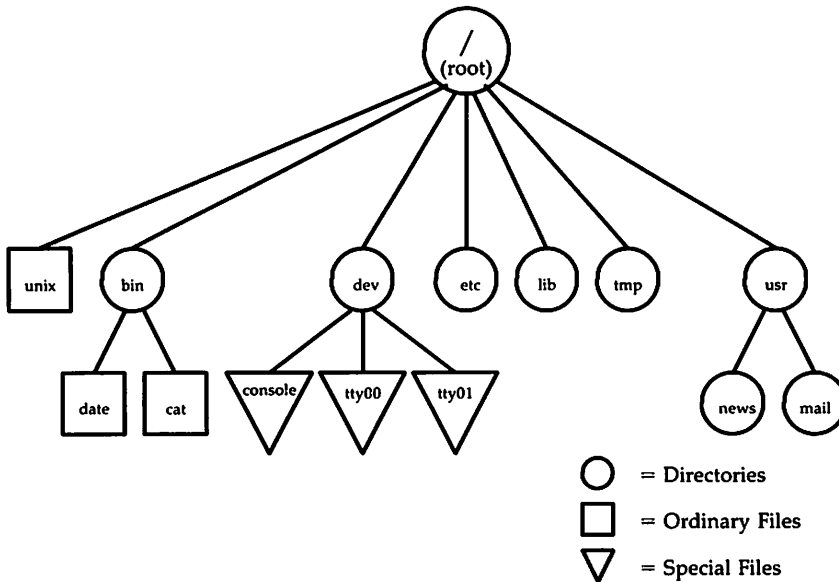 /
(root)
unix
bin
dev
etc
lib
tmp
usr
date
cat
console
tty00
tty01
news
mail
= Directories
= Ordinary Files
= Special Files